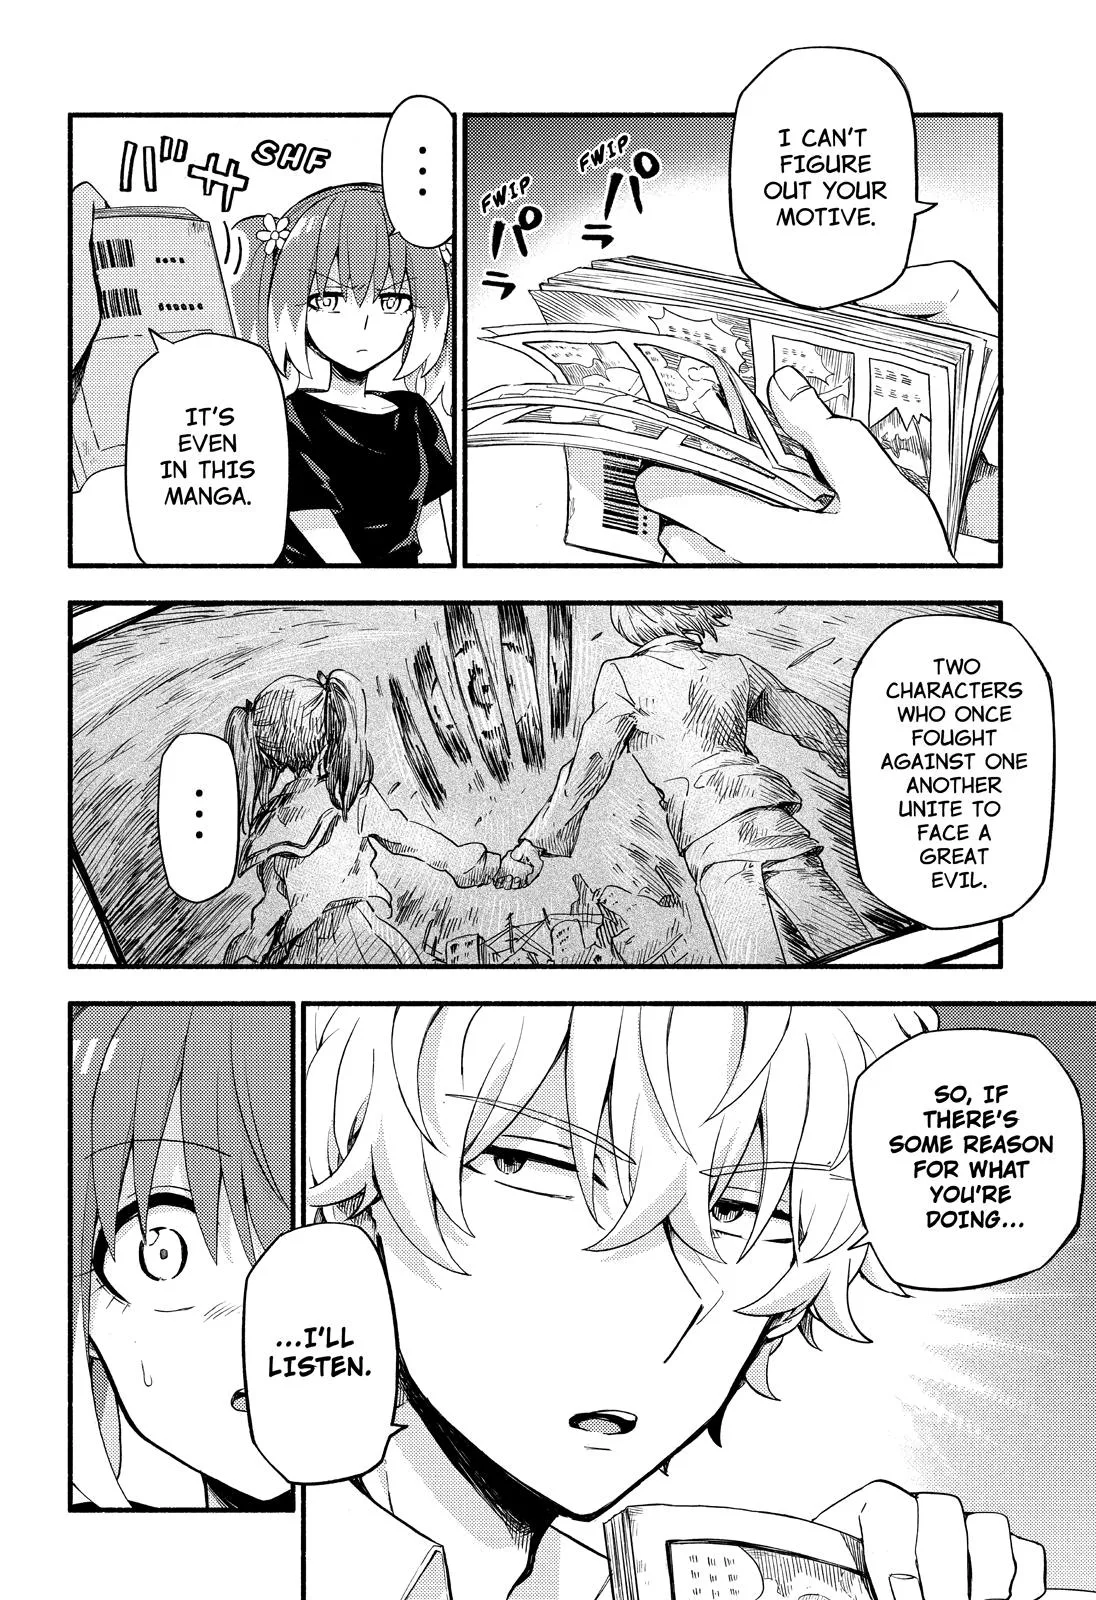 I CAN'T
FIGURE
OUT YOUR
MOTIVE.
FWIP
パ
FWIP
パ
...
SHF
バサ
IT'S
EVEN
IN THIS
MANGA.
TWO
CHARACTERS
WHO ONCE
FOUGHT
AGAINST ONE
ANOTHER
UNITE TO
FACE A
GREAT
EVIL.
...
SO, IF
THERE'S
SOME REASON
FOR WHAT
YOU'RE
DOING...
...I'LL
LISTEN.